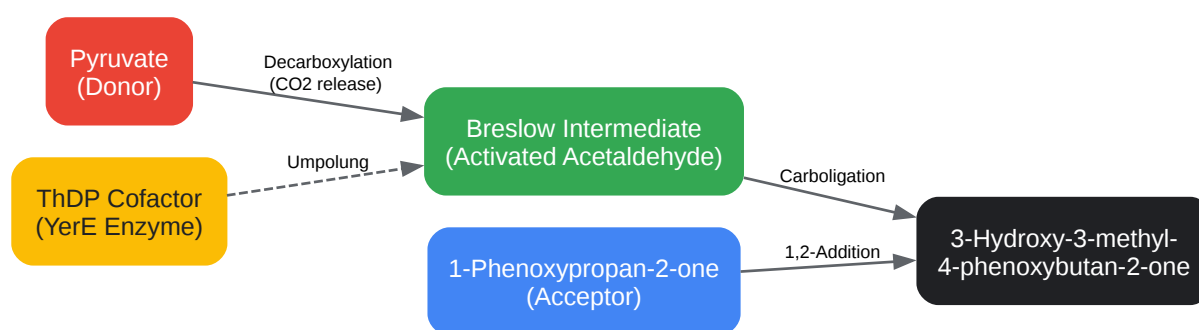 Pyruvate
(Donor)
Decarboxylation
(CO2 release)
Breslow Intermediate
(Activated Acetaldehyde)
Umpolung
ThDP Cofactor
(YerE Enzyme)
Carboligation
3-Hydroxy-3-methyl-
4-phenoxybutan-2-one
1-Phenoxypropan-2-one
(Acceptor)
1,2-Addition